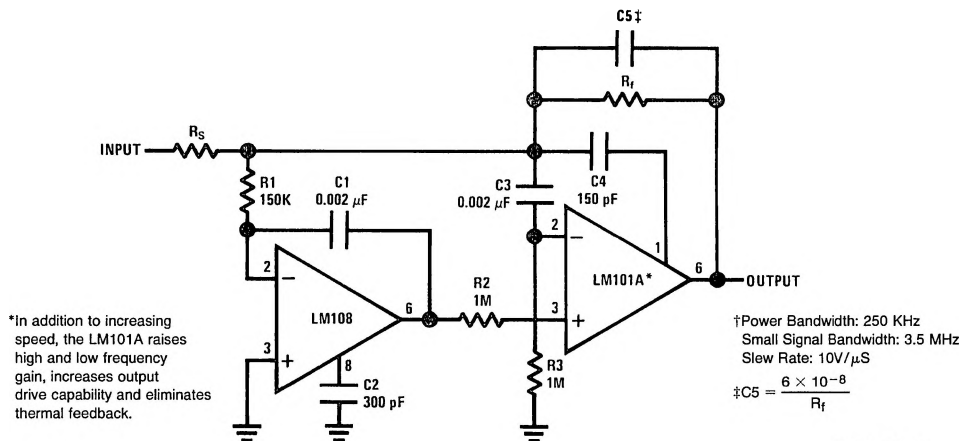 C5‡
Rf
INPUT
RS
R1
150K
C1
0.002 μF
C3
0.002 μF
C4
150 pF
2
3
6
8
LM108
C2
300 pF
R2
1M
2
3
1
6
LM101A*
R3
1M
OUTPUT
*In addition to increasing
speed, the LM101A raises
high and low frequency
gain, increases output
drive capability and eliminates
thermal feedback.
†Power Bandwidth: 250 KHz
Small Signal Bandwidth: 3.5 MHz
Slew Rate: 10V/μS
‡C5 = 6 × 10−8 / Rf